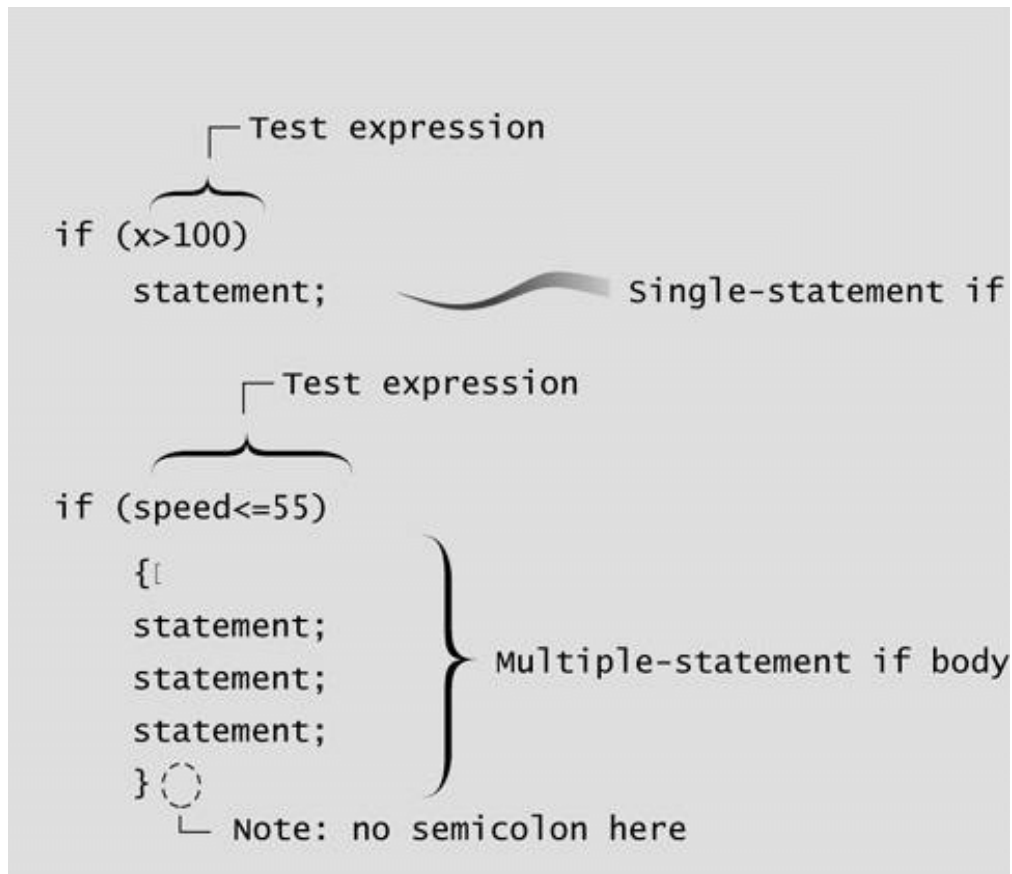 Test expression
if (x>100)
statement;
Single-statement if
Test expression
if (speed<=55)
{
statement;
statement;
statement;
}
Multiple-statement if body
Note: no semicolon here